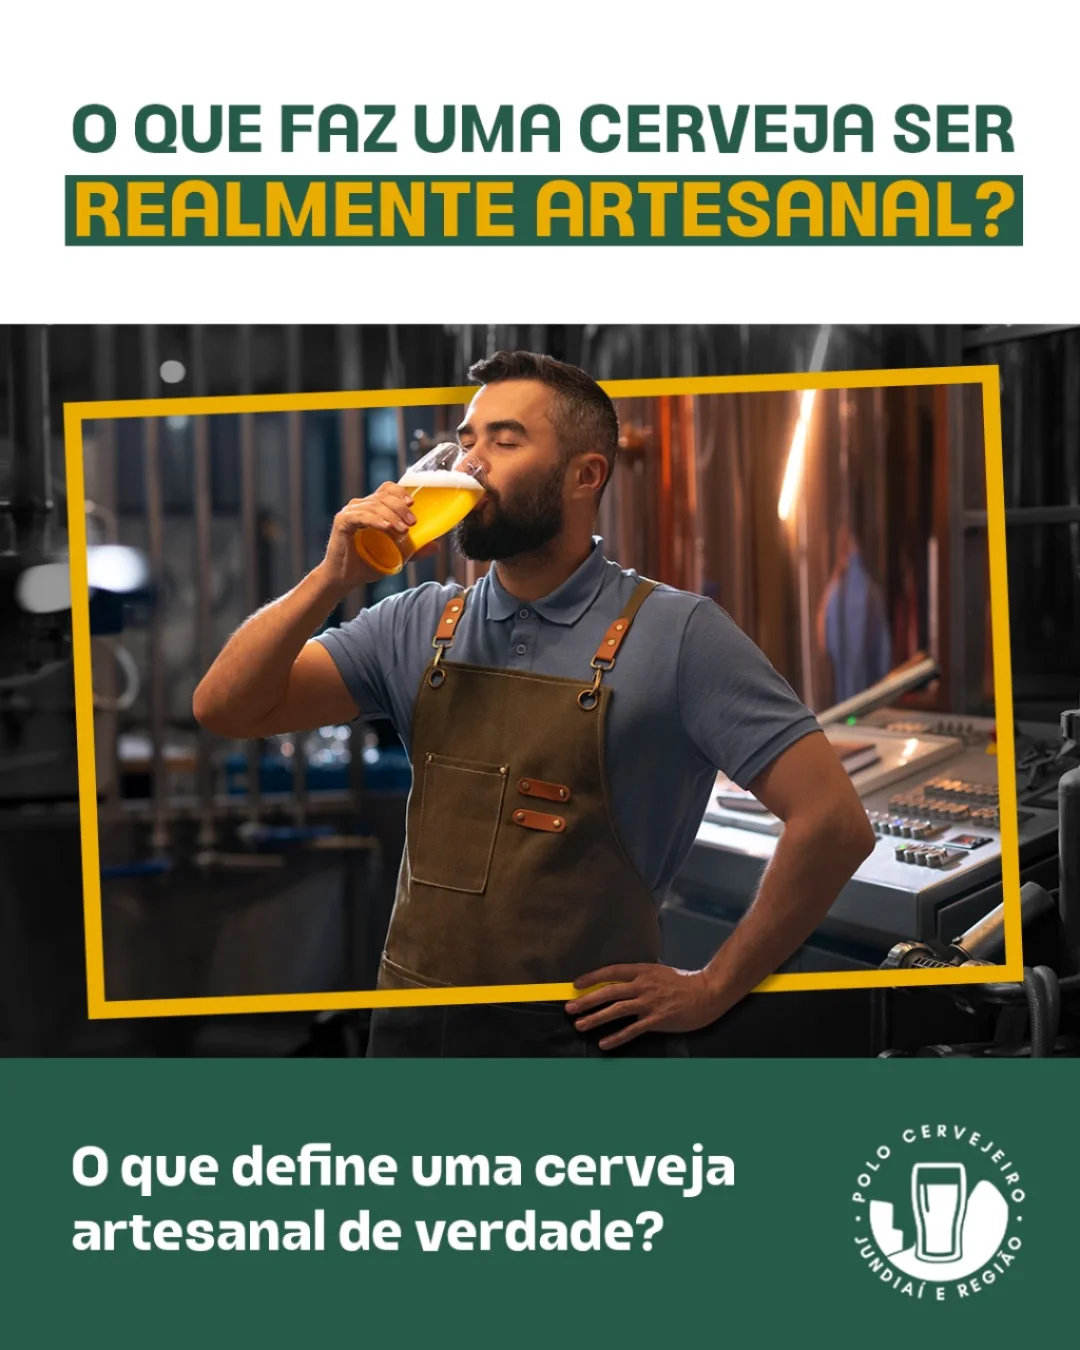 O QUE FAZ UMA CERVEJA SER
REALMENTE ARTESANAL?
O que define uma cerveja
artesanal de verdade?
POLO CERVEJEIRO
JUNDIAÍ E REGIÃO